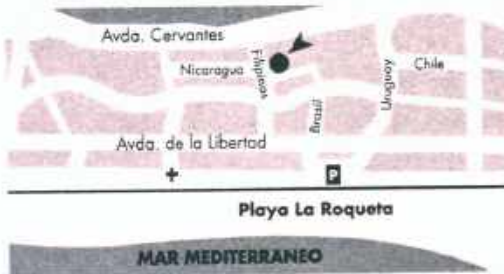 Avda. Cervantes
Nicaragua
Filipinas
Brasil
Uruguay
Chile
Avda. de la Libertad
P
Playa La Roqueta
MAR MEDITERRANEO